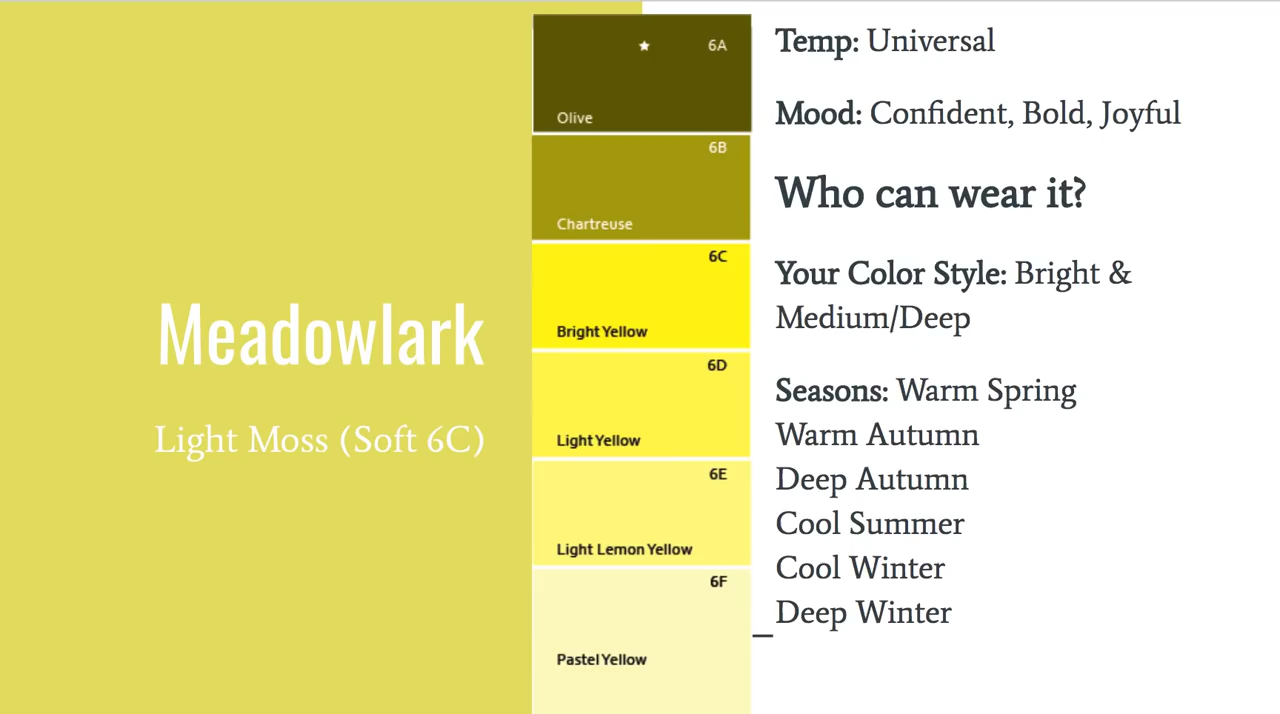 Meadowlark
Light Moss (Soft 6C)
6A
Olive
6B
Chartreuse
6C
Bright Yellow
6D
Light Yellow
6E
Light Lemon Yellow
6F
Pastel Yellow
Temp: Universal
Mood: Confident, Bold, Joyful
Who can wear it?
Your Color Style: Bright &
Medium/Deep
Seasons: Warm Spring
Warm Autumn
Deep Autumn
Cool Summer
Cool Winter
Deep Winter